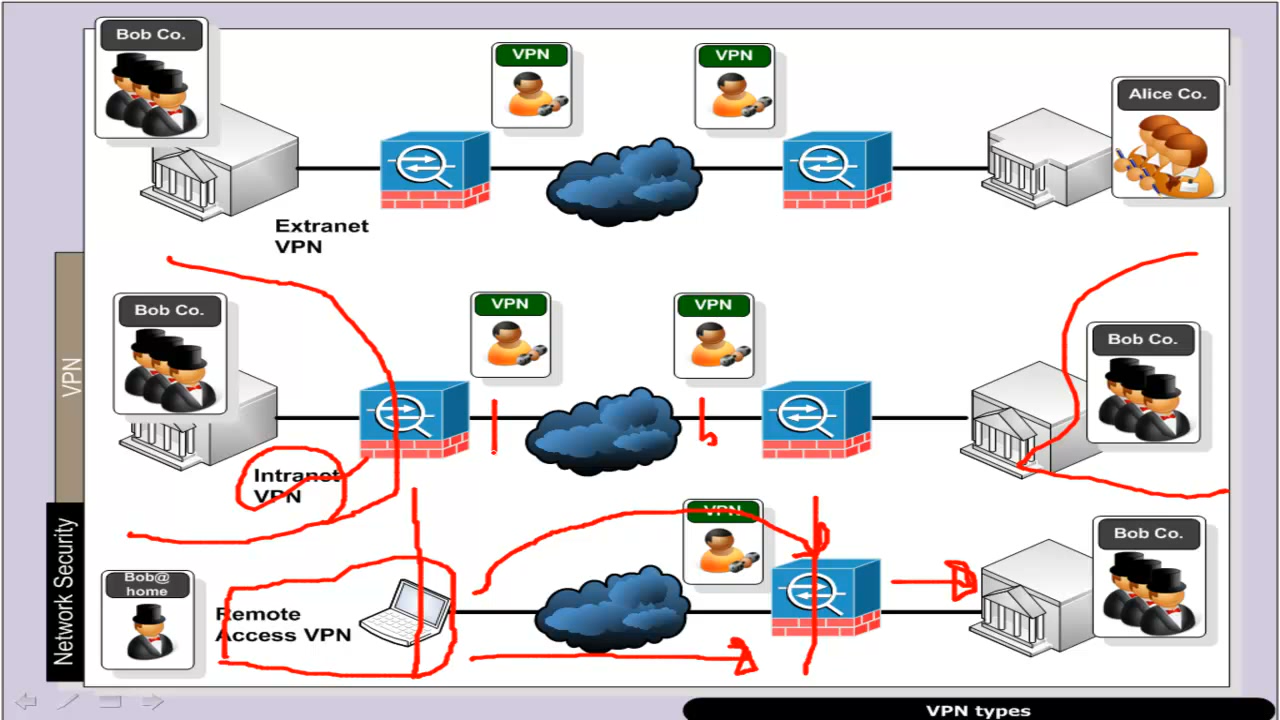 Bob Co.
VPN
VPN
Alice Co.
Extranet
VPN
Bob Co.
VPN
VPN
Bob Co.
Intranet
VPN
VPN
Bob Co.
Bob@
home
Remote
Access VPN
VPN
Network Security
VPN types